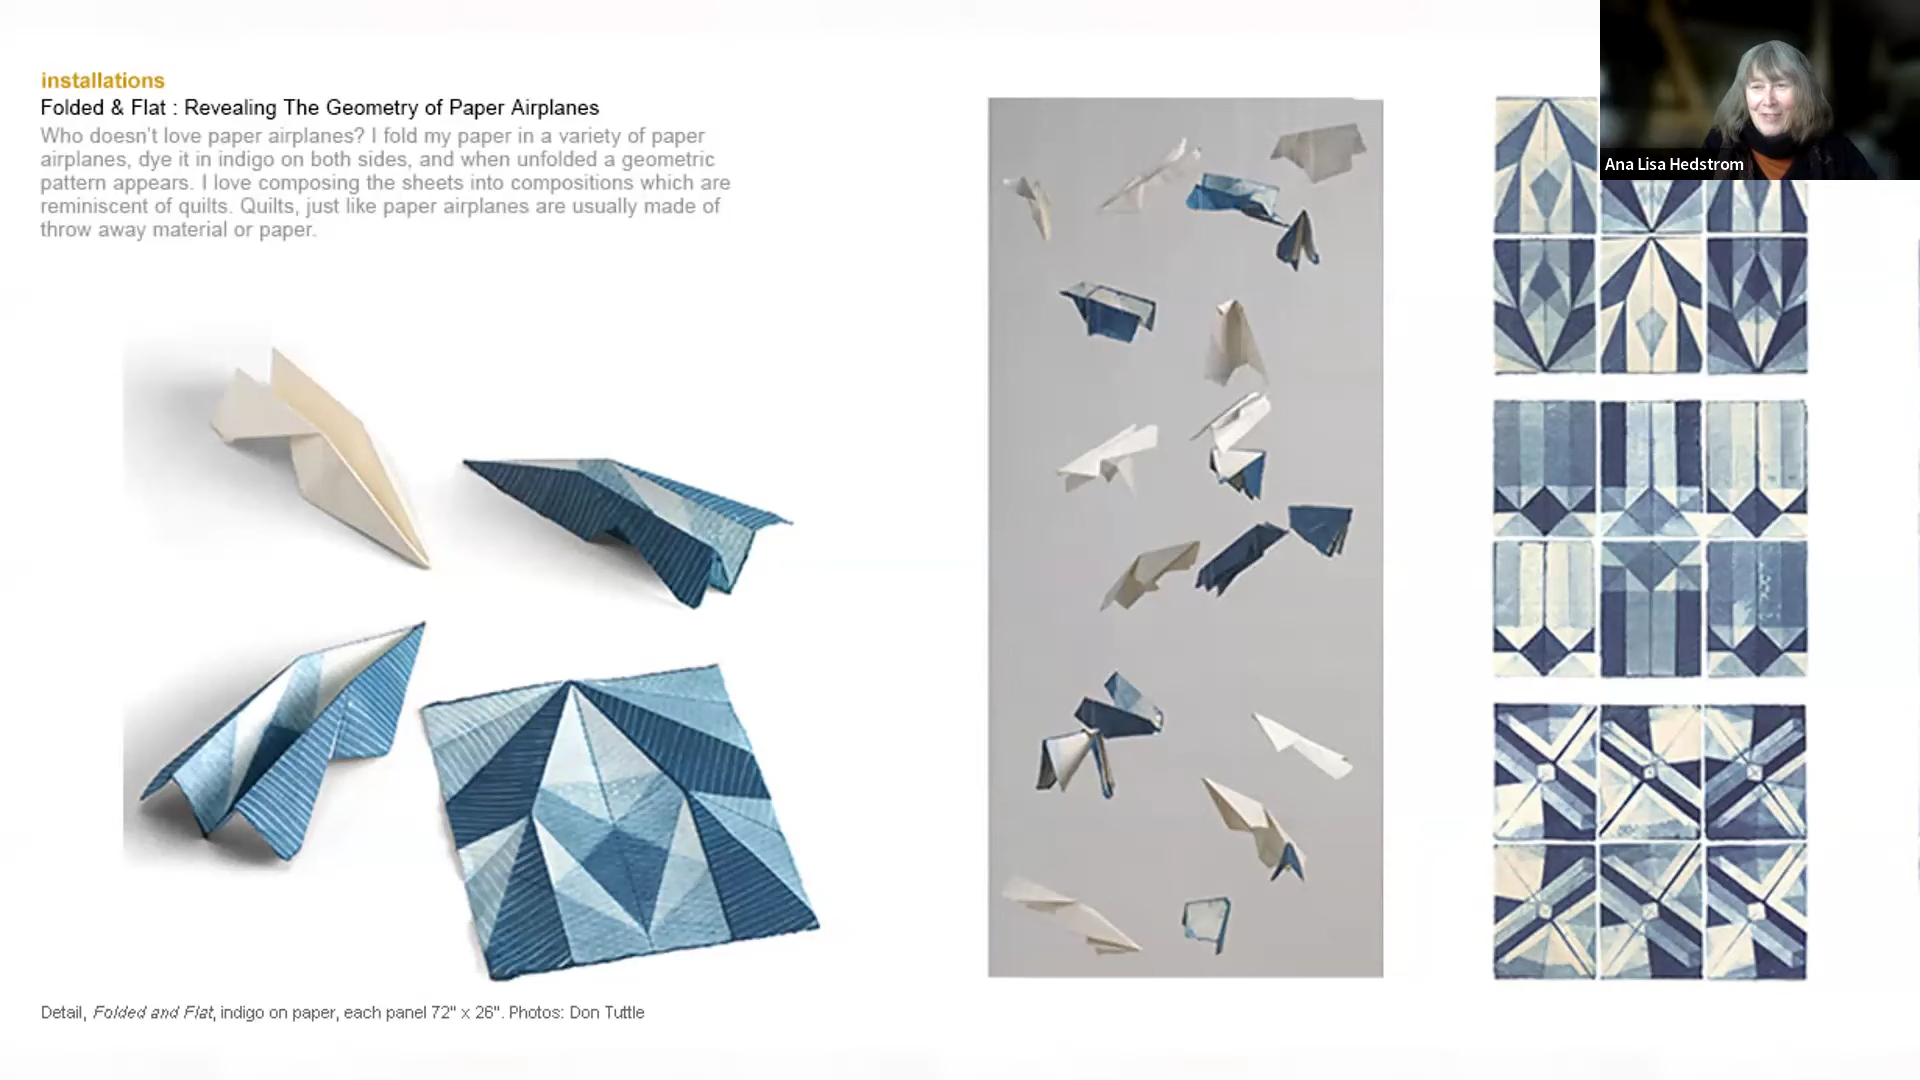 installations
Folded & Flat : Revealing The Geometry of Paper Airplanes
Who doesn't love paper airplanes? I fold my paper in a variety of paper
airplanes, dye it in indigo on both sides, and when unfolded a geometric
pattern appears. I love composing the sheets into compositions which are
reminiscent of quilts. Quilts, just like paper airplanes are usually made of
throw away material or paper.
Ana Lisa Hedstrom
Detail, Folded and Flat, indigo on paper, each panel 72" x 26". Photos: Don Tuttle